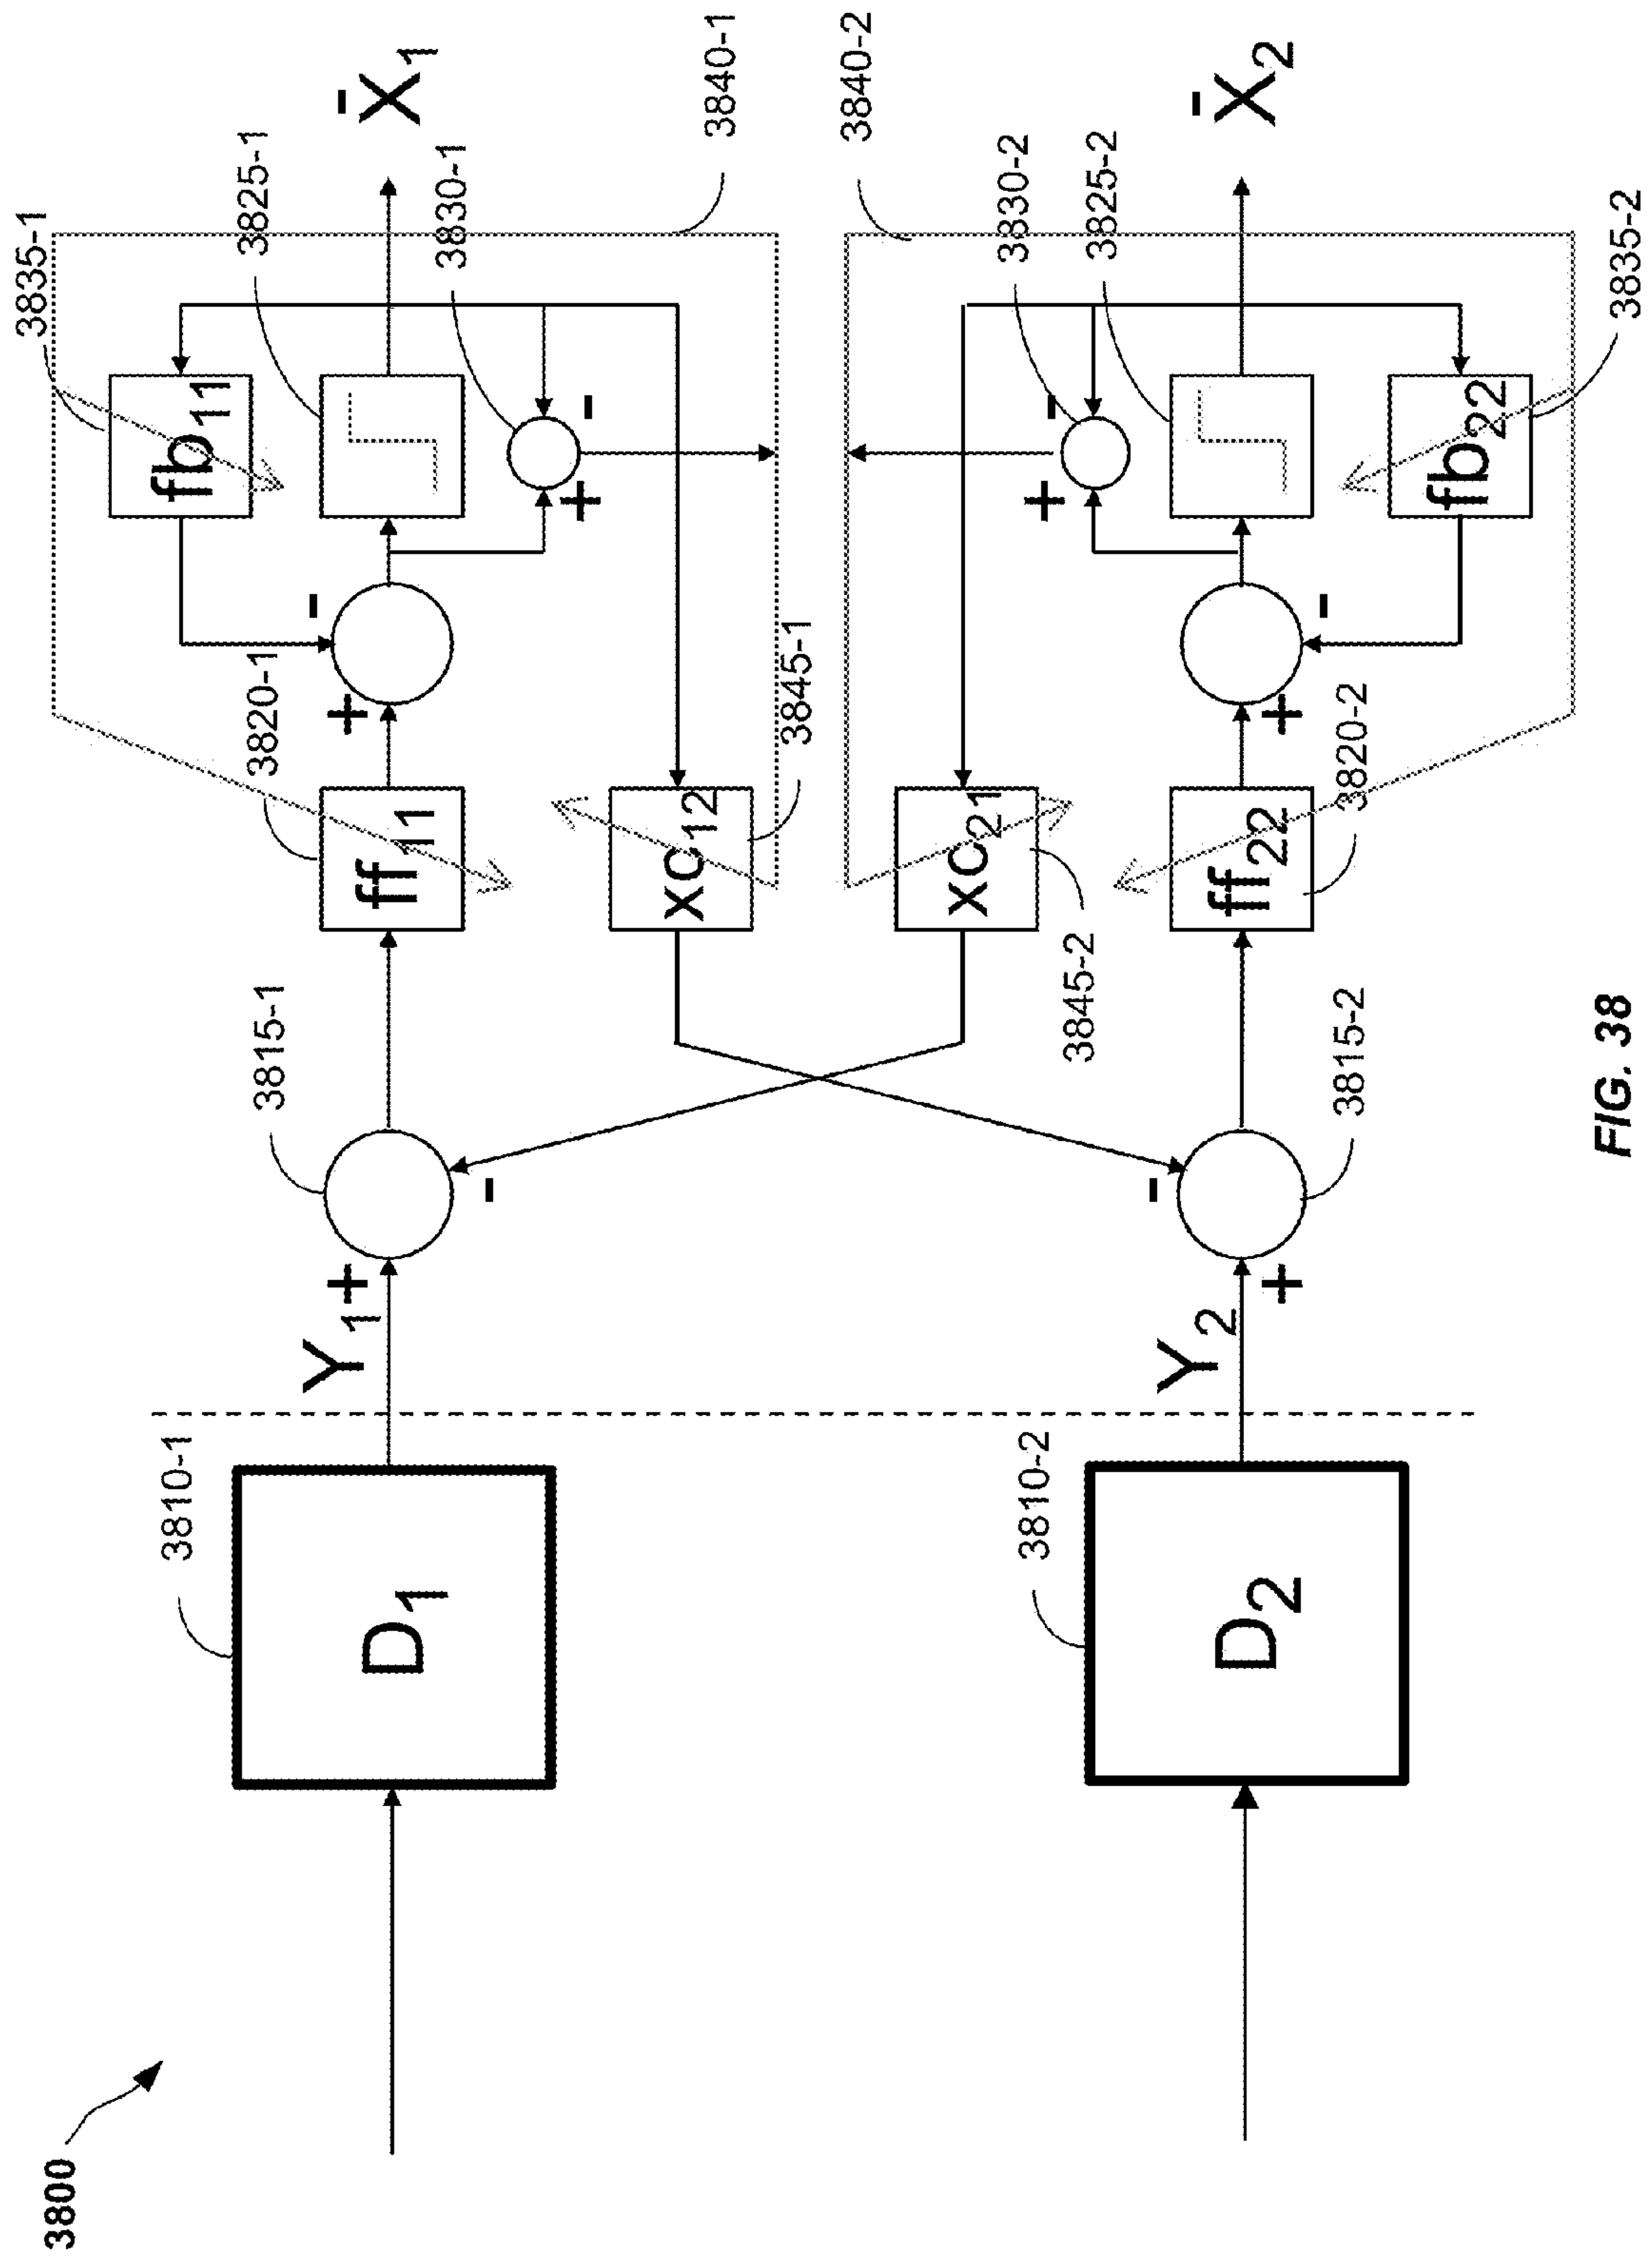 3800
3810-1
D1
Y1
+
3815-1
-
ff11
3820-1
+
-
fb11
3835-1
3825-1
3830-1
+
-
X̄1
3840-1
xc12
3845-1
3840-2
xc21
3845-2
3810-2
D2
Y2
+
3815-2
-
ff22
3820-2
+
-
fb22
3835-2
3825-2
3830-2
+
-
X̄2
FIG. 38